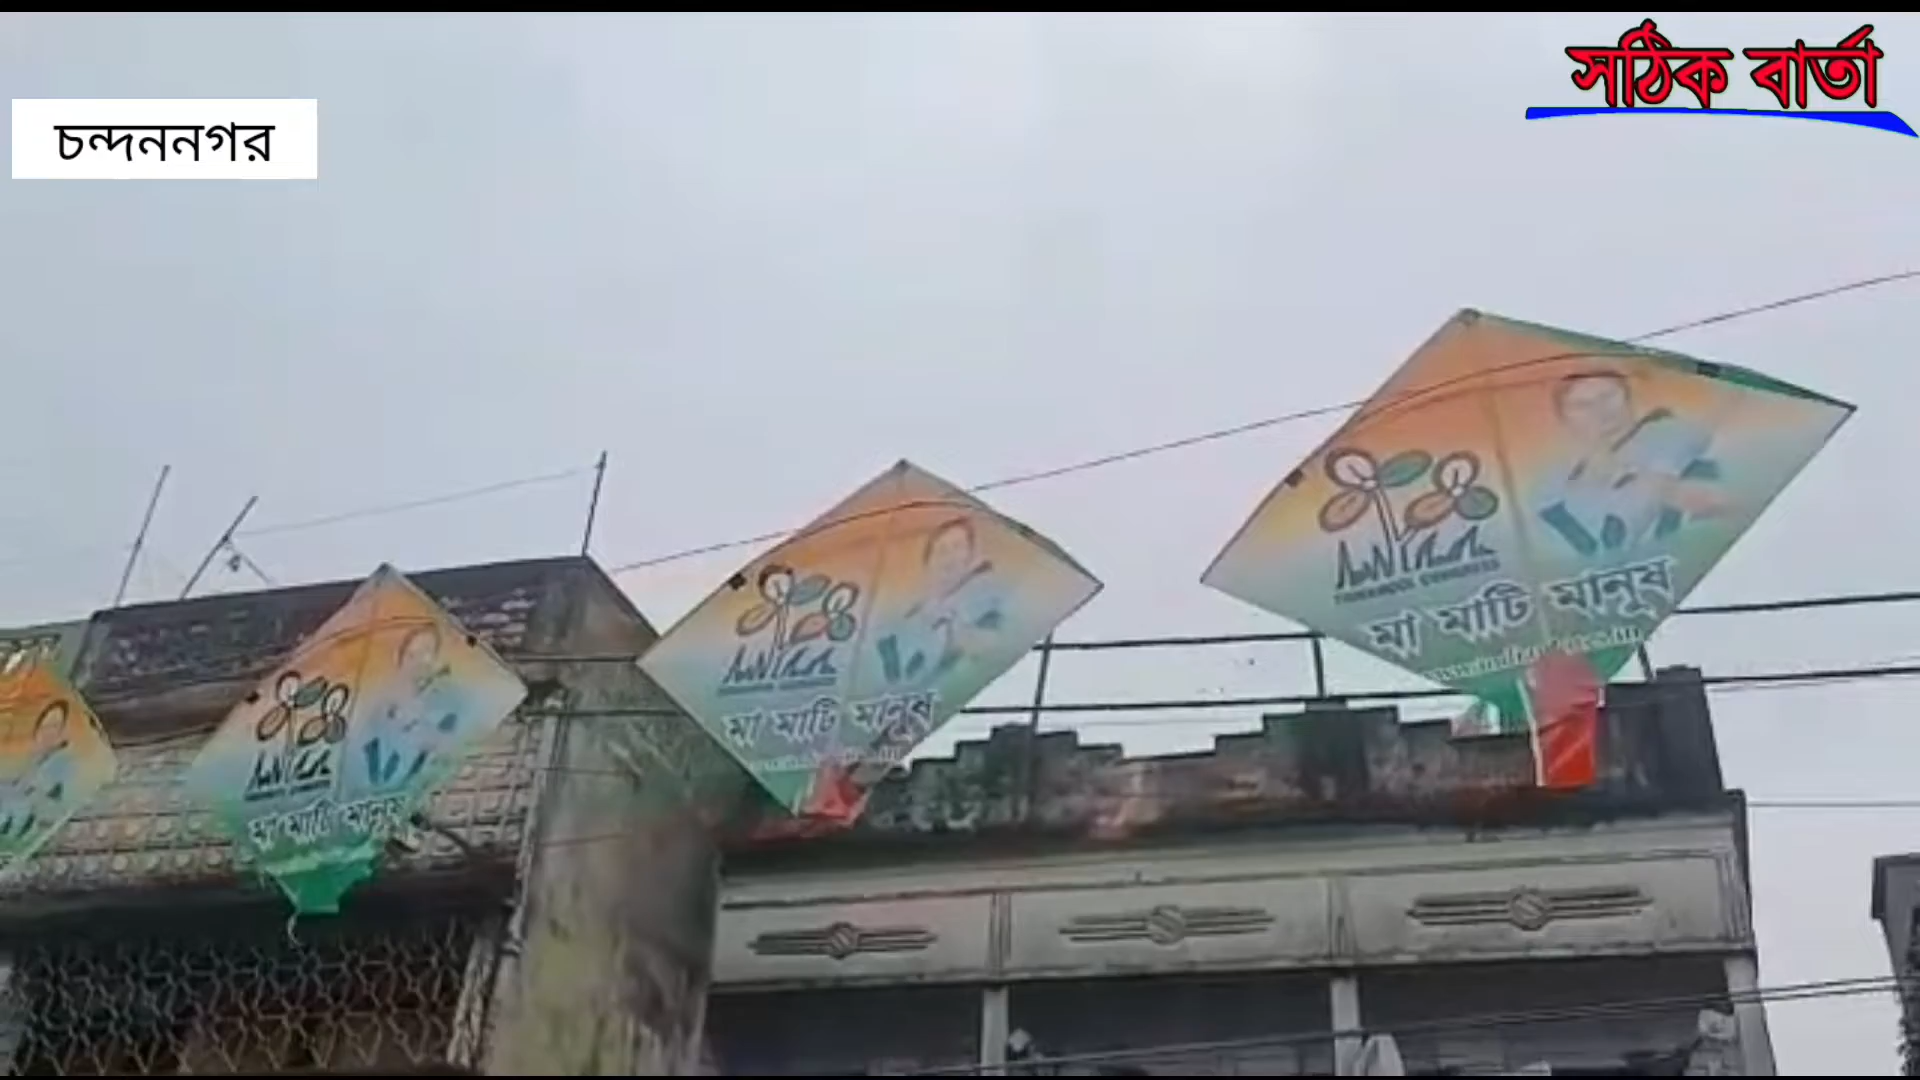 সঠিক বার্তা
চন্দননগর
মা মাটি মানুষ
মা মাটি মানুষ
মা মাটি মানুষ